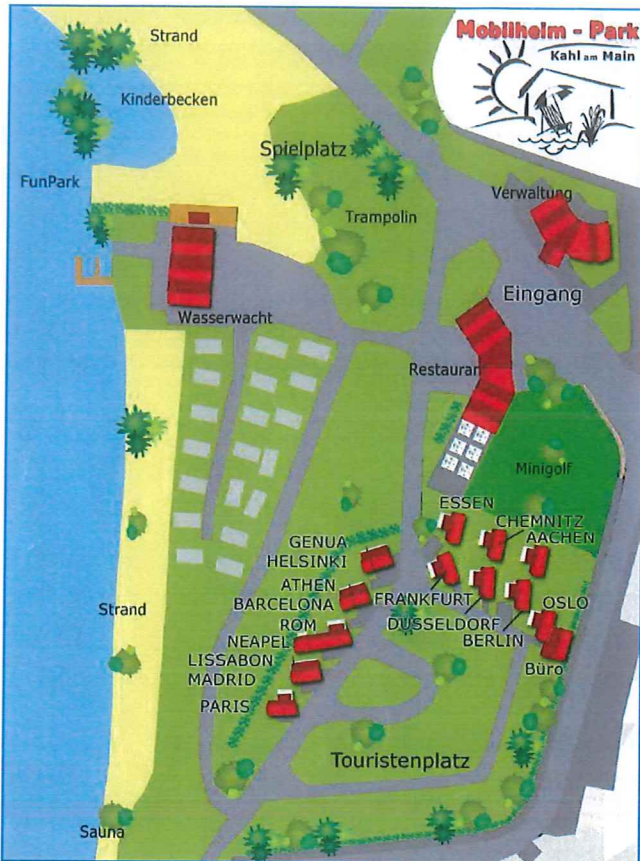 Mobilheim - Park
Kahl am Main
Strand
Kinderbecken
Spielplatz
FunPark
Trampolin
Verwaltung
Eingang
Wasserwacht
Restauran
Minigolf
ESSEN
CHEMNITZ
AACHEN
GENUA
HELSINKI
ATHEN
BARCELONA
FRANKFURT
DÜSSELDORF
OSLO
BERLIN
ROM
NEAPEL
LISSABON
MADRID
PARIS
Büro
Strand
Touristenplatz
Sauna